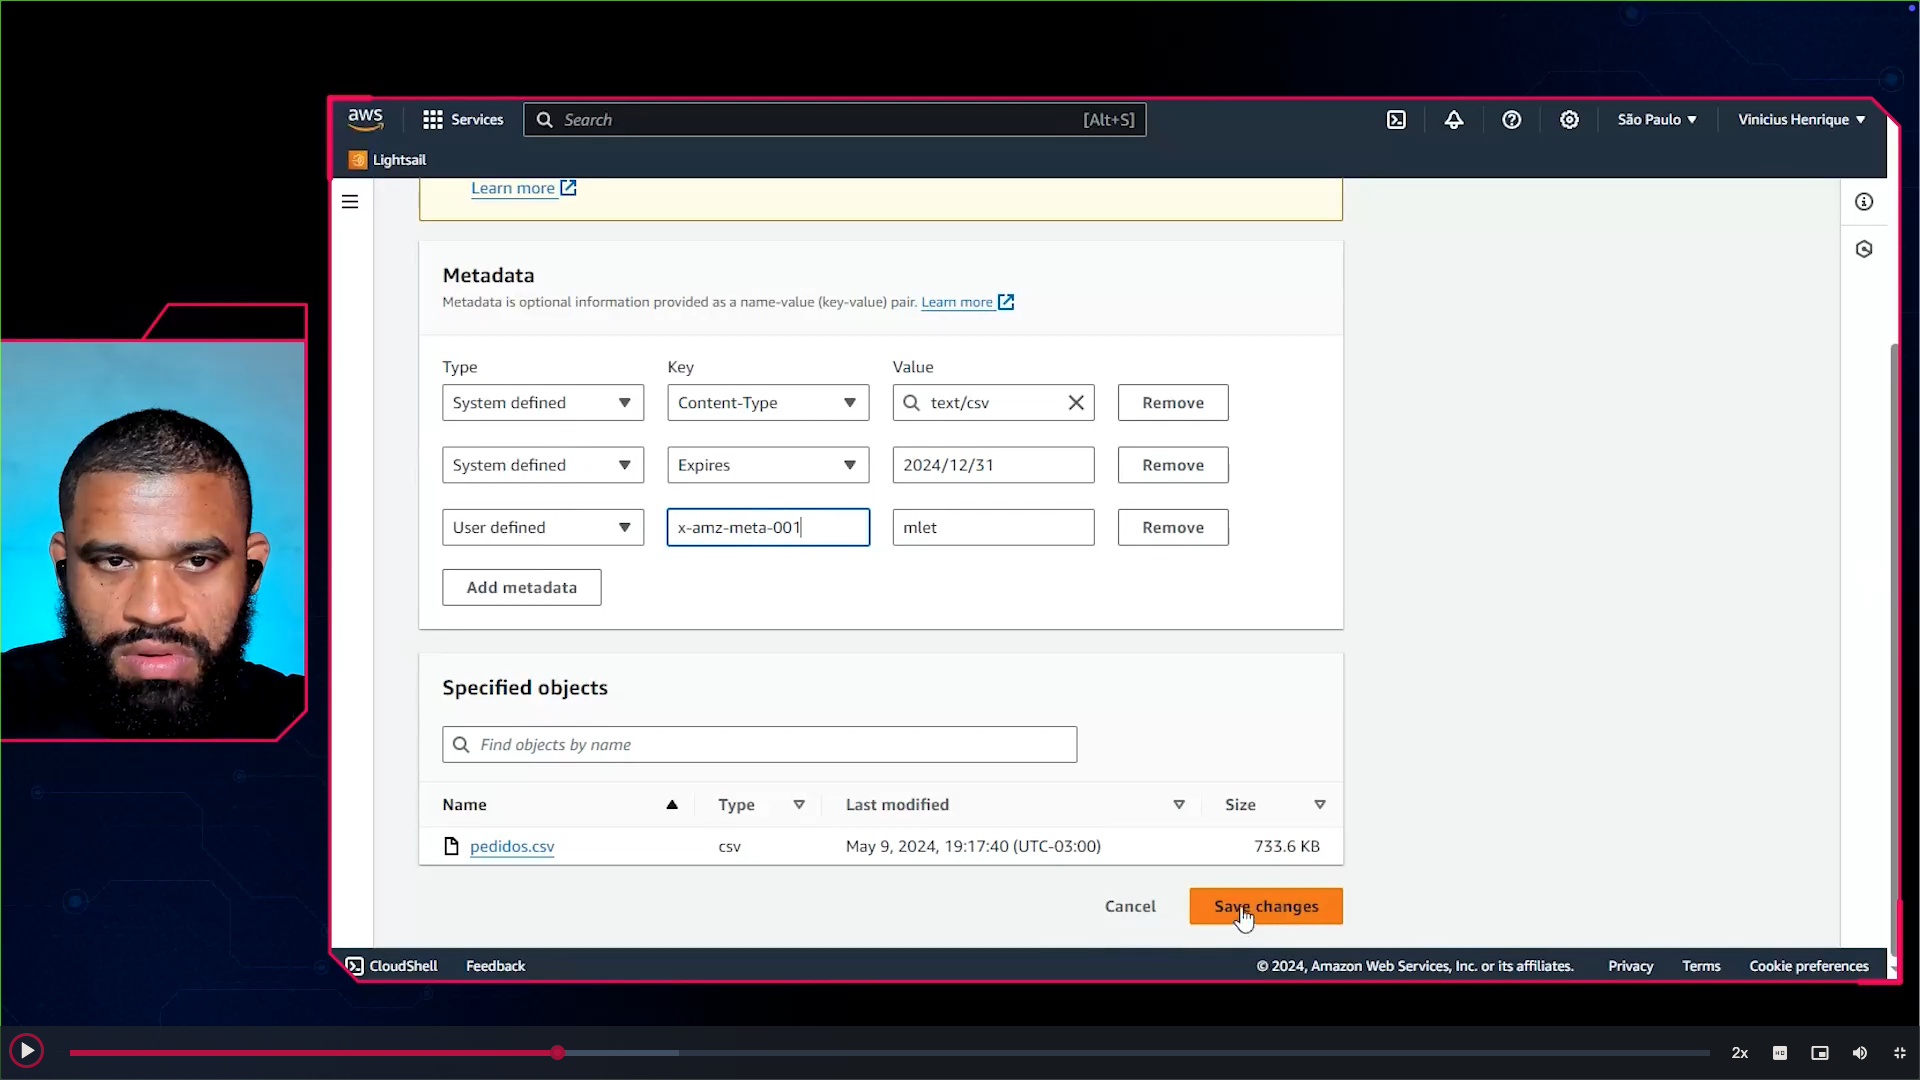 aws
Services
Search
[Alt+S]
São Paulo
Vinicius Henrique
Lightsail
Learn more
Metadata
Metadata is optional information provided as a name-value (key-value) pair. Learn more
Type Key Value
System defined Content-Type text/csv Remove
System defined Expires 2024/12/31 Remove
User defined x-amz-meta-001 mlet Remove
Add metadata
Specified objects
Find objects by name
Name Type Last modified Size
pedidos.csv csv May 9, 2024, 19:17:40 (UTC-03:00) 733.6 KB
Cancel Save changes
CloudShell Feedback © 2024, Amazon Web Services, Inc. or its affiliates. Privacy Terms Cookie preferences
2x
HD